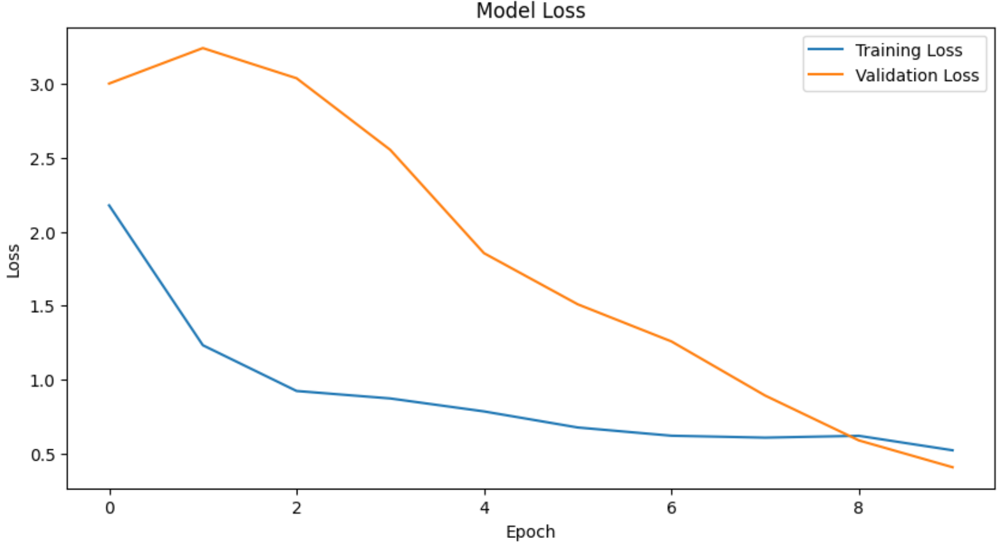 Model Loss
Training Loss
Validation Loss
3.0
2.5
2.0
1.5
1.0
0.5
Loss
0 2 4 6 8
Epoch